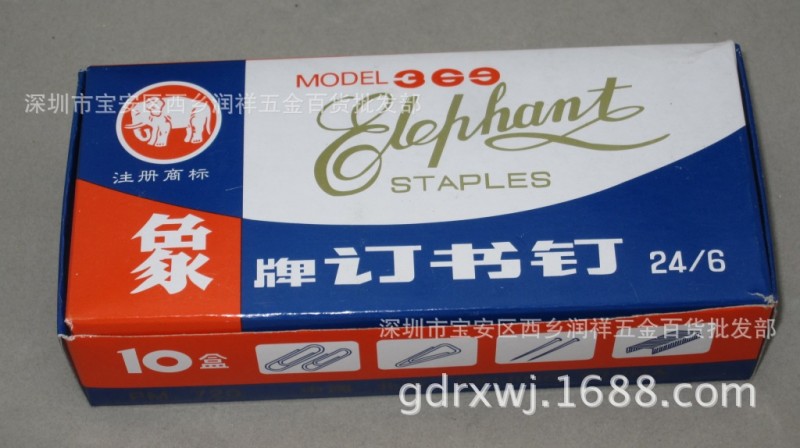 MODEL 369
深圳市宝安区西乡润祥五金百货批发部
Elephant
STAPLES
注册商标
象牌订书钉 24/6
深圳市宝安区西乡润祥五金百货批发部
10盒
gdrxwj.1688.com